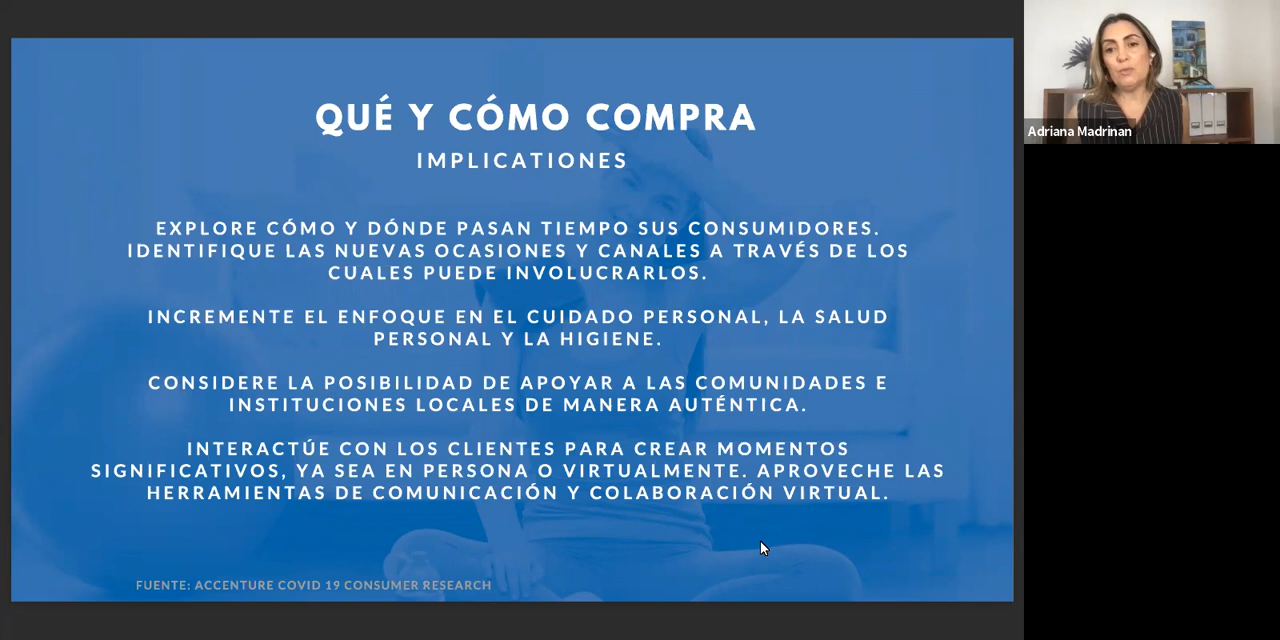 QUÉ Y CÓMO COMPRA
IMPLICATIONES
EXPLORE CÓMO Y DÓNDE PASAN TIEMPO SUS CONSUMIDORES.
IDENTIFIQUE LAS NUEVAS OCASIONES Y CANALES A TRAVÉS DE LOS
CUALES PUEDE INVOLUCRARLOS.
INCREMENTE EL ENFOQUE EN EL CUIDADO PERSONAL, LA SALUD
PERSONAL Y LA HIGIENE.
CONSIDERE LA POSIBILIDAD DE APOYAR A LAS COMUNIDADES E
INSTITUCIONES LOCALES DE MANERA AUTÉNTICA.
INTERACTÚE CON LOS CLIENTES PARA CREAR MOMENTOS
SIGNIFICATIVOS, YA SEA EN PERSONA O VIRTUALMENTE. APROVECHE LAS
HERRAMIENTAS DE COMUNICACIÓN Y COLABORACIÓN VIRTUAL.
FUENTE: ACCENTURE COVID 19 CONSUMER RESEARCH
Adriana Madrinan